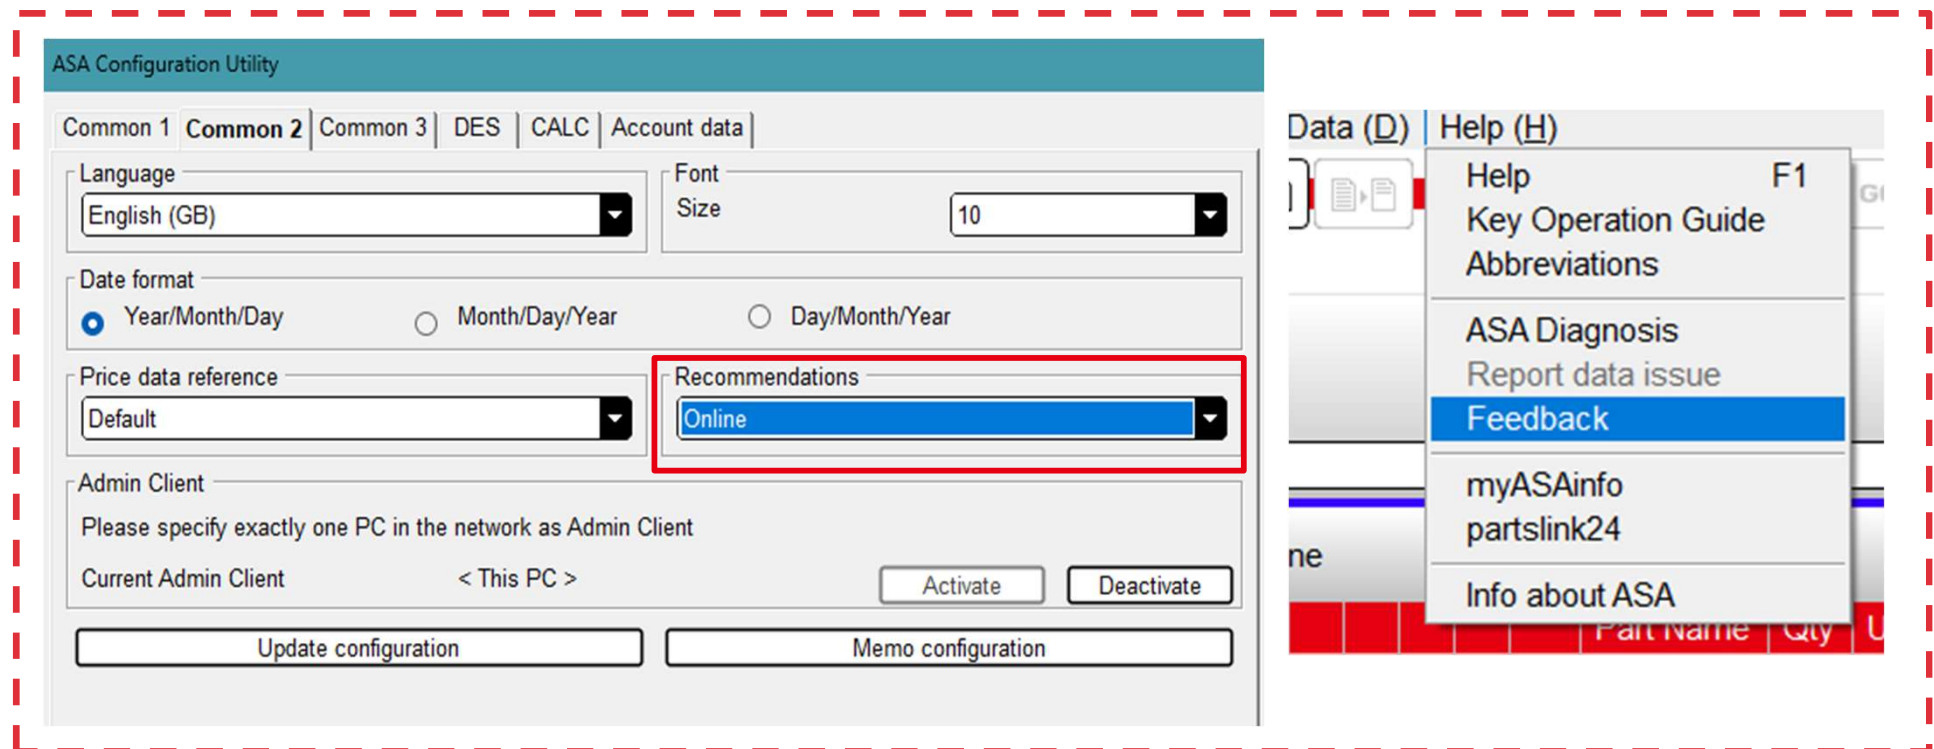 ASA Configuration Utility
Common 1 Common 2 Common 3 DES CALC Account data
Language
English (GB)
Font
Size 10
Date format
Year/Month/Day Month/Day/Year Day/Month/Year
Price data reference
Default
Recommendations
Online
Admin Client
Please specify exactly one PC in the network as Admin Client
Current Admin Client < This PC > Activate Deactivate
Update configuration Memo configuration
Data (D) Help (H)
Help F1
Key Operation Guide
Abbreviations
ASA Diagnosis
Report data issue
Feedback
myASAinfo
partslink24
Info about ASA
ne
Part Name Qty U